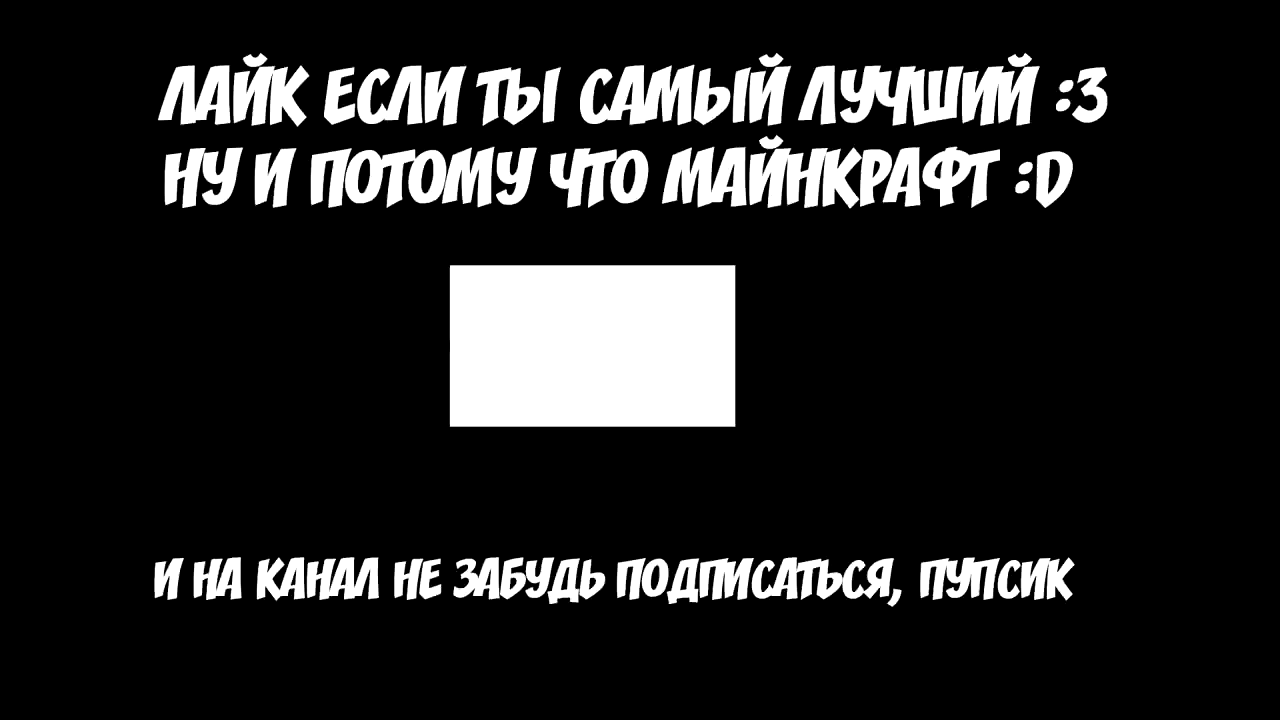 ЛАЙК ЕСЛИ ТЫ САМЫЙ ЛУЧШИЙ :3
НУ И ПОТОМУ ЧТО МАЙНКРАФТ :D
И НА КАНАЛ НЕ ЗАБУДЬ ПОДПИСАТЬСЯ, ПУПСИК